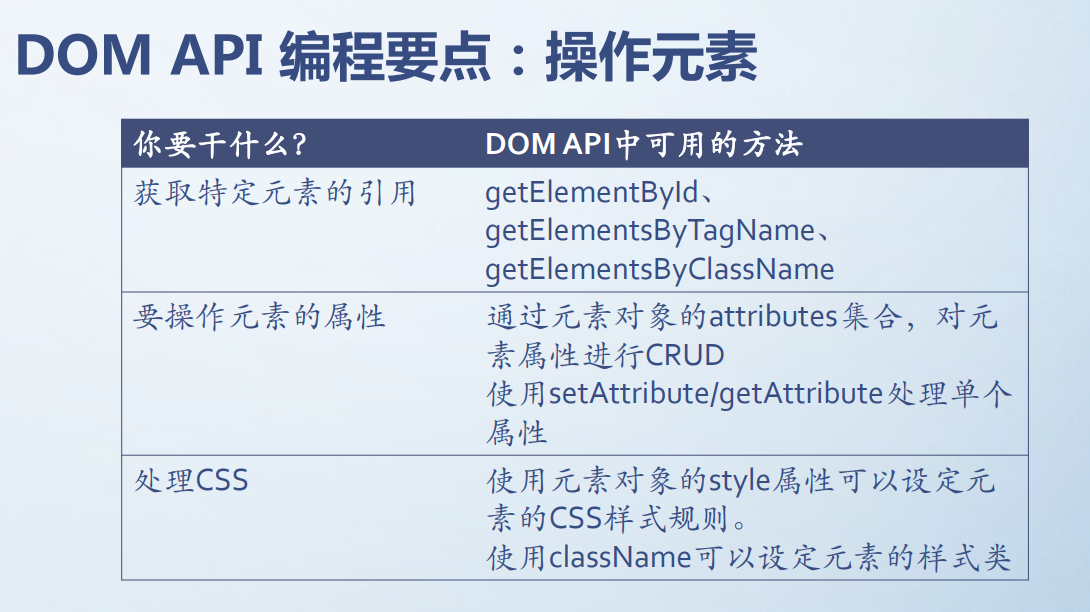 DOM API 编程要点：操作元素
你要干什么？
DOM API中可用的方法
获取特定元素的引用
getElementById、
getElementsByTagName、
getElementsByClassName
要操作元素的属性
通过元素对象的attributes集合，对元
素属性进行CRUD
使用setAttribute/getAttribute处理单个
属性
处理CSS
使用元素对象的style属性可以设定元
素的CSS样式规则。
使用className可以设定元素的样式类